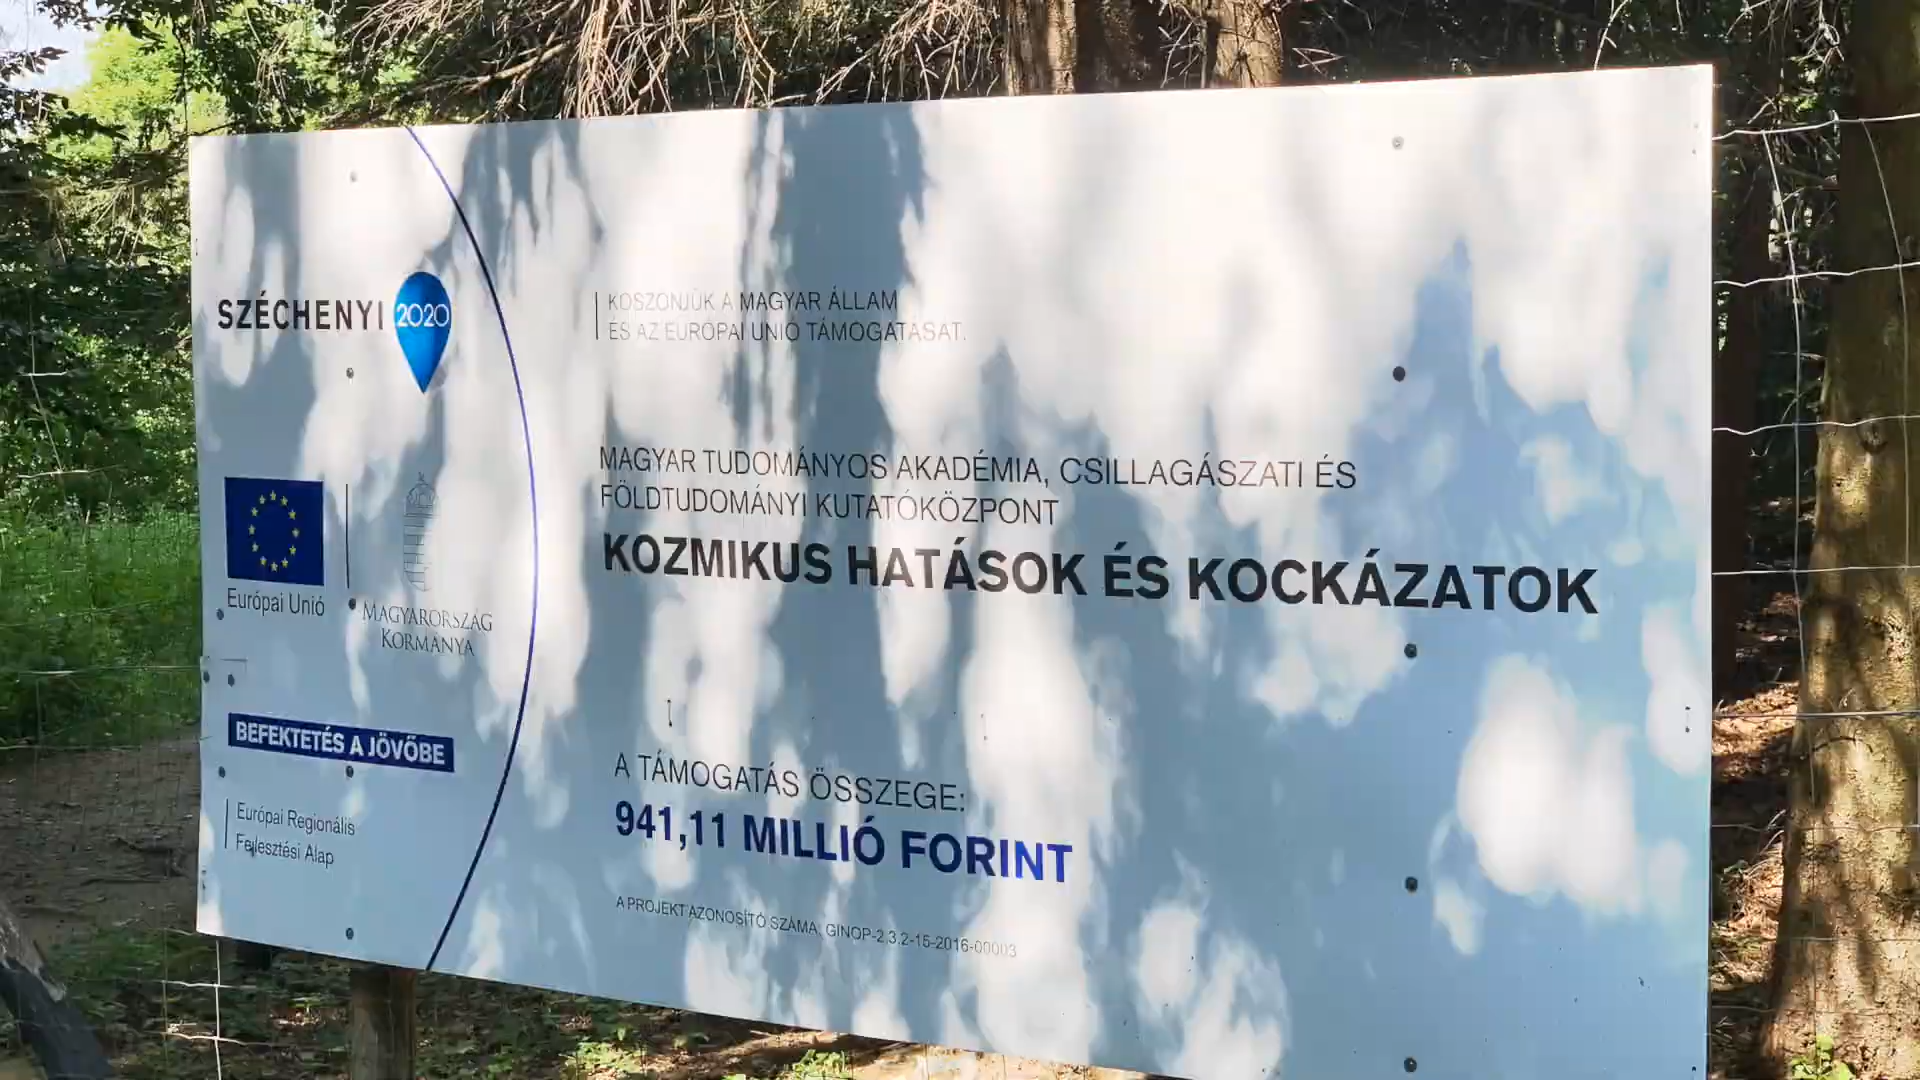 SZÉCHENYI 2020
KÖSZÖNJÜK A MAGYAR ÁLLAM
ÉS AZ EURÓPAI UNIÓ TÁMOGATÁSÁT.
MAGYAR TUDOMÁNYOS AKADÉMIA, CSILLAGÁSZATI ÉS
FÖLDTUDOMÁNYI KUTATÓKÖZPONT
KOZMIKUS HATÁSOK ÉS KOCKÁZATOK
Európai Unió
MAGYARORSZÁG
KORMÁNYA
BEFEKTETÉS A JÖVŐBE
Európai Regionális
Fejlesztési Alap
A TÁMOGATÁS ÖSSZEGE:
941,11 MILLIÓ FORINT
A PROJEKT AZONOSÍTÓ SZÁMA: GINOP-2.3.2-15-2016-00003